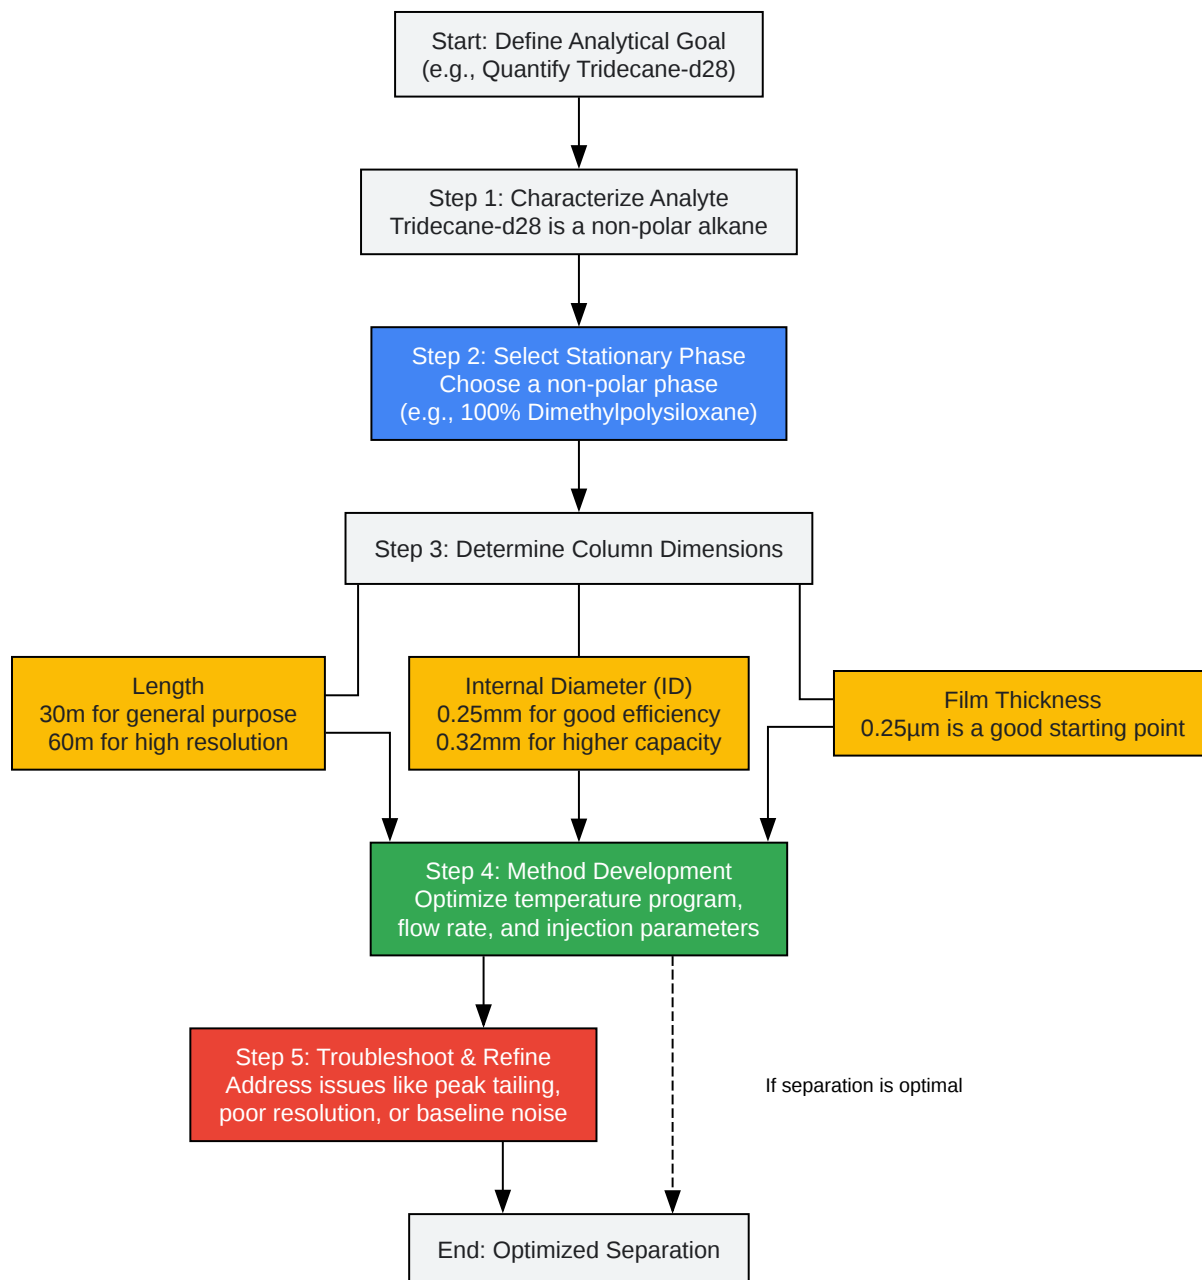 Start: Define Analytical Goal
(e.g., Quantify Tridecane-d28)
Step 1: Characterize Analyte
Tridecane-d28 is a non-polar alkane
Step 2: Select Stationary Phase
Choose a non-polar phase
(e.g., 100% Dimethylpolysiloxane)
Step 3: Determine Column Dimensions
Length
30m for general purpose
60m for high resolution
Internal Diameter (ID)
0.25mm for good efficiency
0.32mm for higher capacity
Film Thickness
0.25µm is a good starting point
Step 4: Method Development
Optimize temperature program,
flow rate, and injection parameters
Step 5: Troubleshoot & Refine
Address issues like peak tailing,
poor resolution, or baseline noise
If separation is optimal
End: Optimized Separation